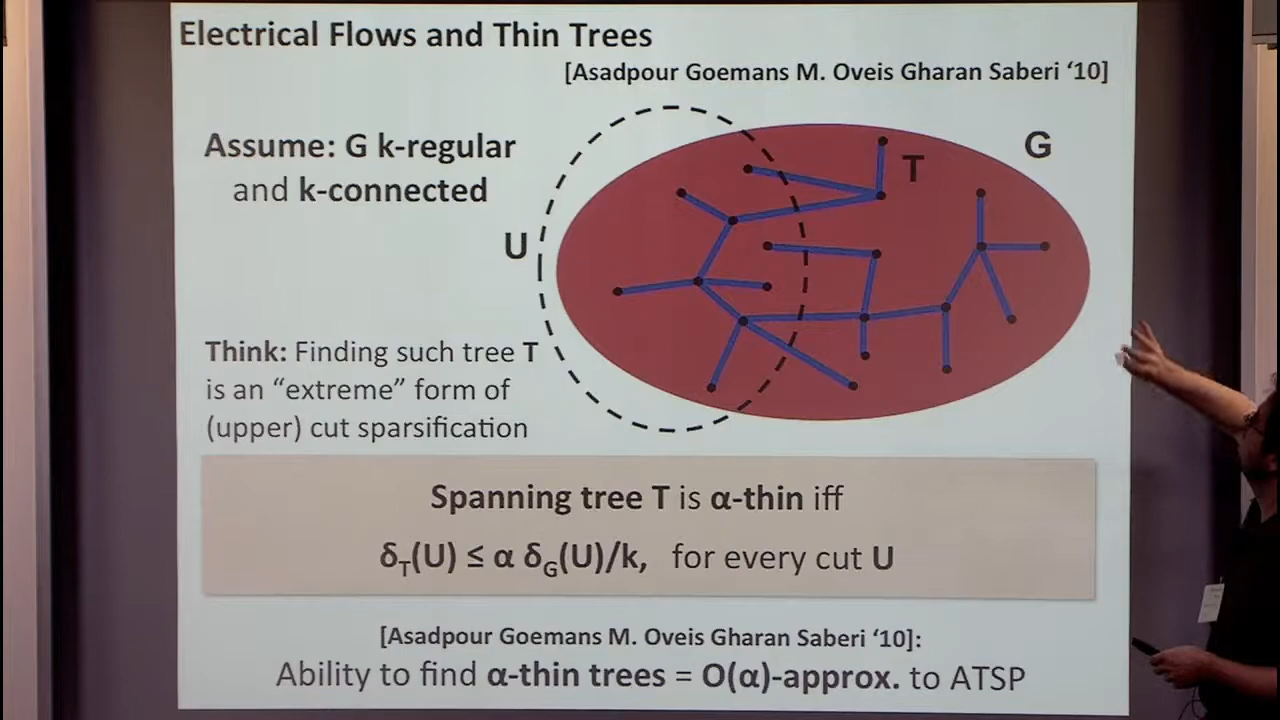 Electrical Flows and Thin Trees
[Asadpour Goemans M. Oveis Gharan Saberi ‘10]
Assume: G k-regular
and k-connected
G
T
U
Think: Finding such tree T
is an “extreme” form of
(upper) cut sparsification
Spanning tree T is α-thin iff
δT(U) ≤ α δG(U)/k, for every cut U
[Asadpour Goemans M. Oveis Gharan Saberi ‘10]:
Ability to find α-thin trees = O(α)-approx. to ATSP